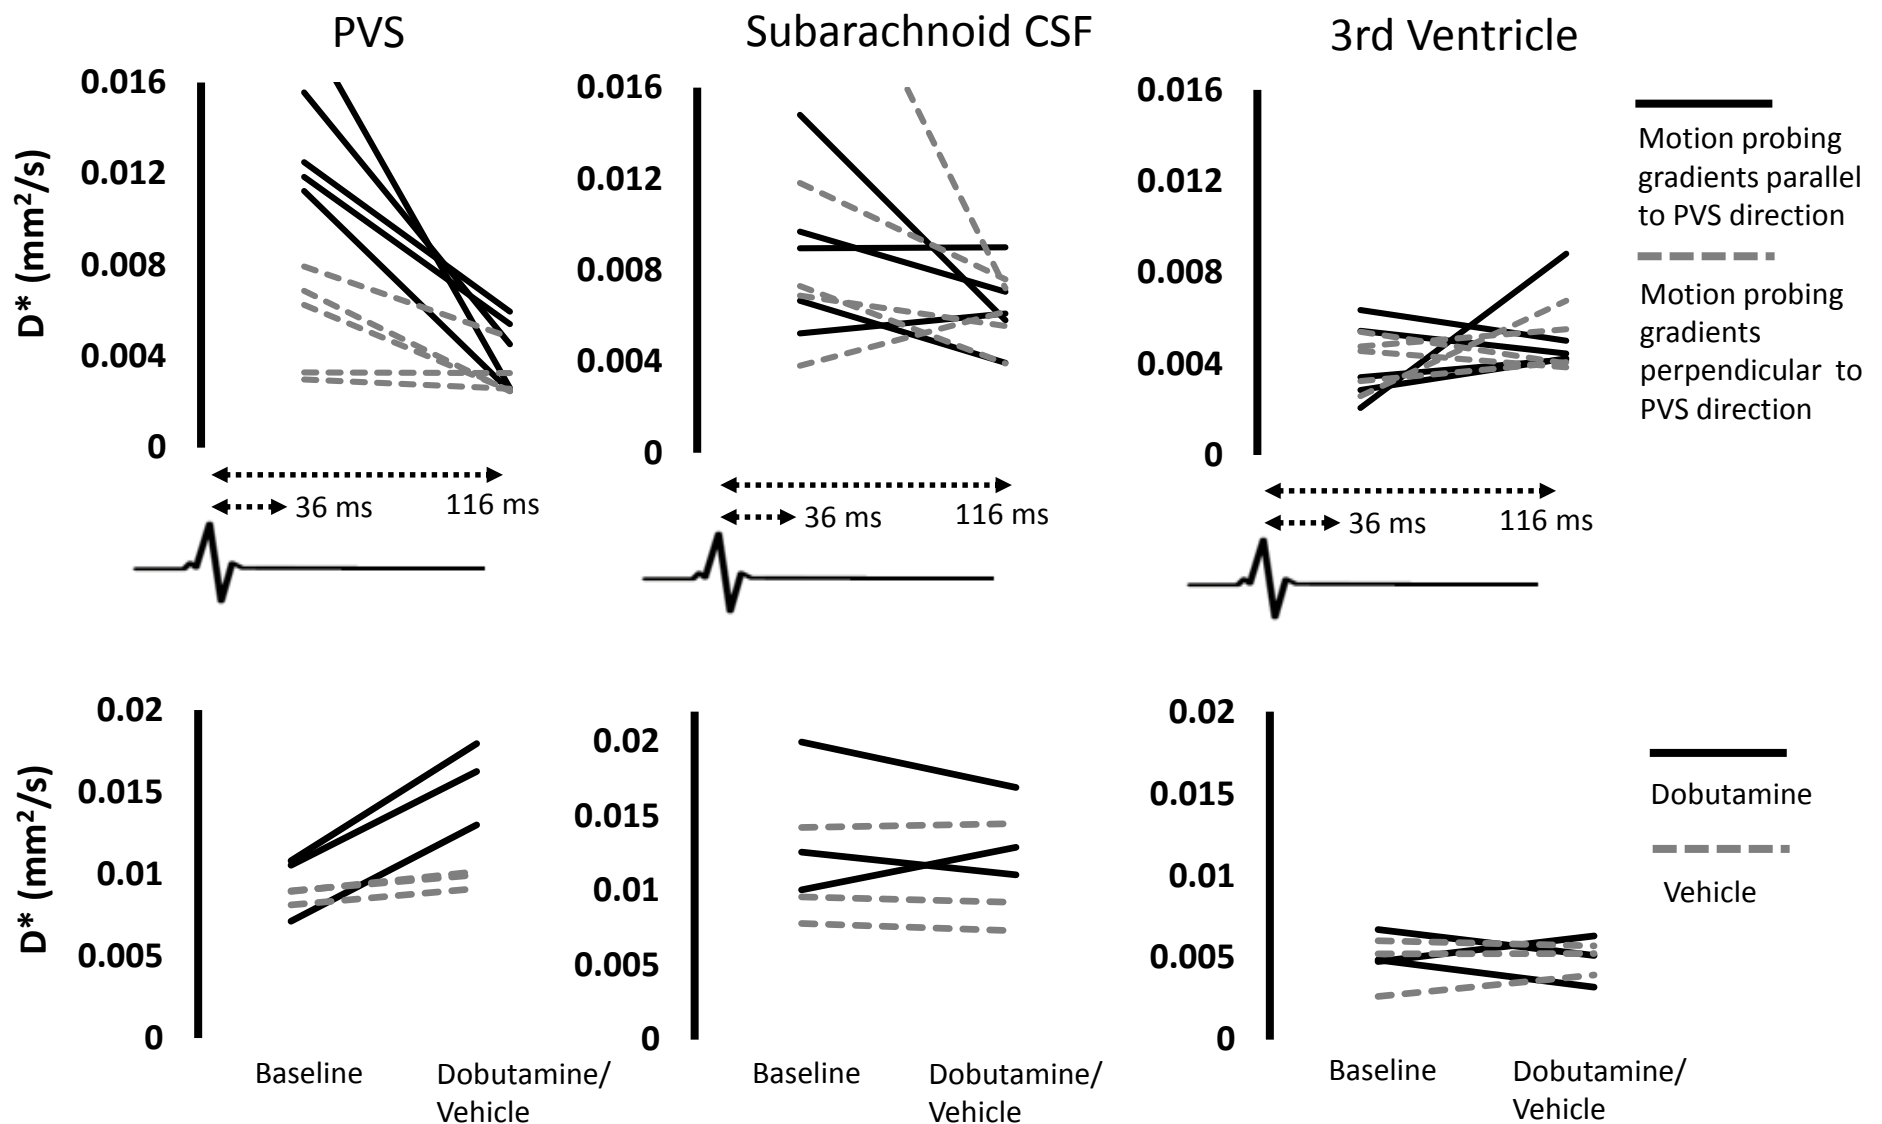 PVS
Subarachnoid CSF
3rd Ventricle
D* (mm²/s)
0.016
0.012
0.008
0.004
0
0.016
0.012
0.008
0.004
0
0.016
0.012
0.008
0.004
0
Motion probing
gradients parallel
to PVS direction
Motion probing
gradients
perpendicular to
PVS direction
36 ms
116 ms
36 ms
116 ms
36 ms
116 ms
D* (mm²/s)
0.02
0.015
0.01
0.005
0
0.02
0.015
0.01
0.005
0
0.02
0.015
0.01
0.005
0
Dobutamine
Vehicle
Baseline
Dobutamine/
Vehicle
Baseline
Dobutamine/
Vehicle
Baseline
Dobutamine/
Vehicle